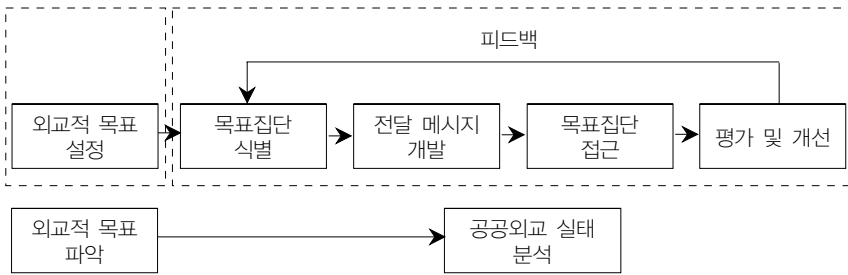 피드백
외교적 목표
설정
목표집단
식별
전달 메시지
개발
목표집단
접근
평가 및 개선
외교적 목표
파악
공공외교 실태
분석